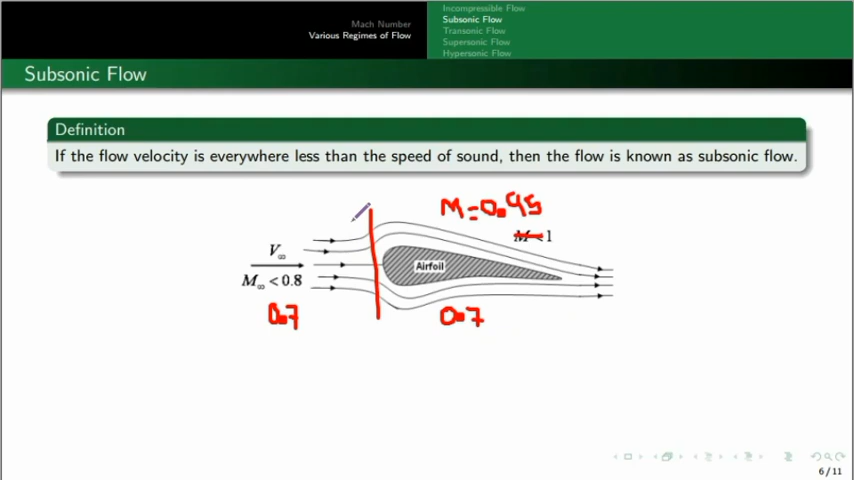 Mach Number
Various Regimes of Flow
Incompressible Flow
Subsonic Flow
Transonic Flow
Supersonic Flow
Hypersonic Flow
Subsonic Flow
Definition
If the flow velocity is everywhere less than the speed of sound, then the flow is known as subsonic flow.
M=0.95
M < 1
V∞
Airfoil
M∞ < 0.8
0.7
0.7
6 / 11